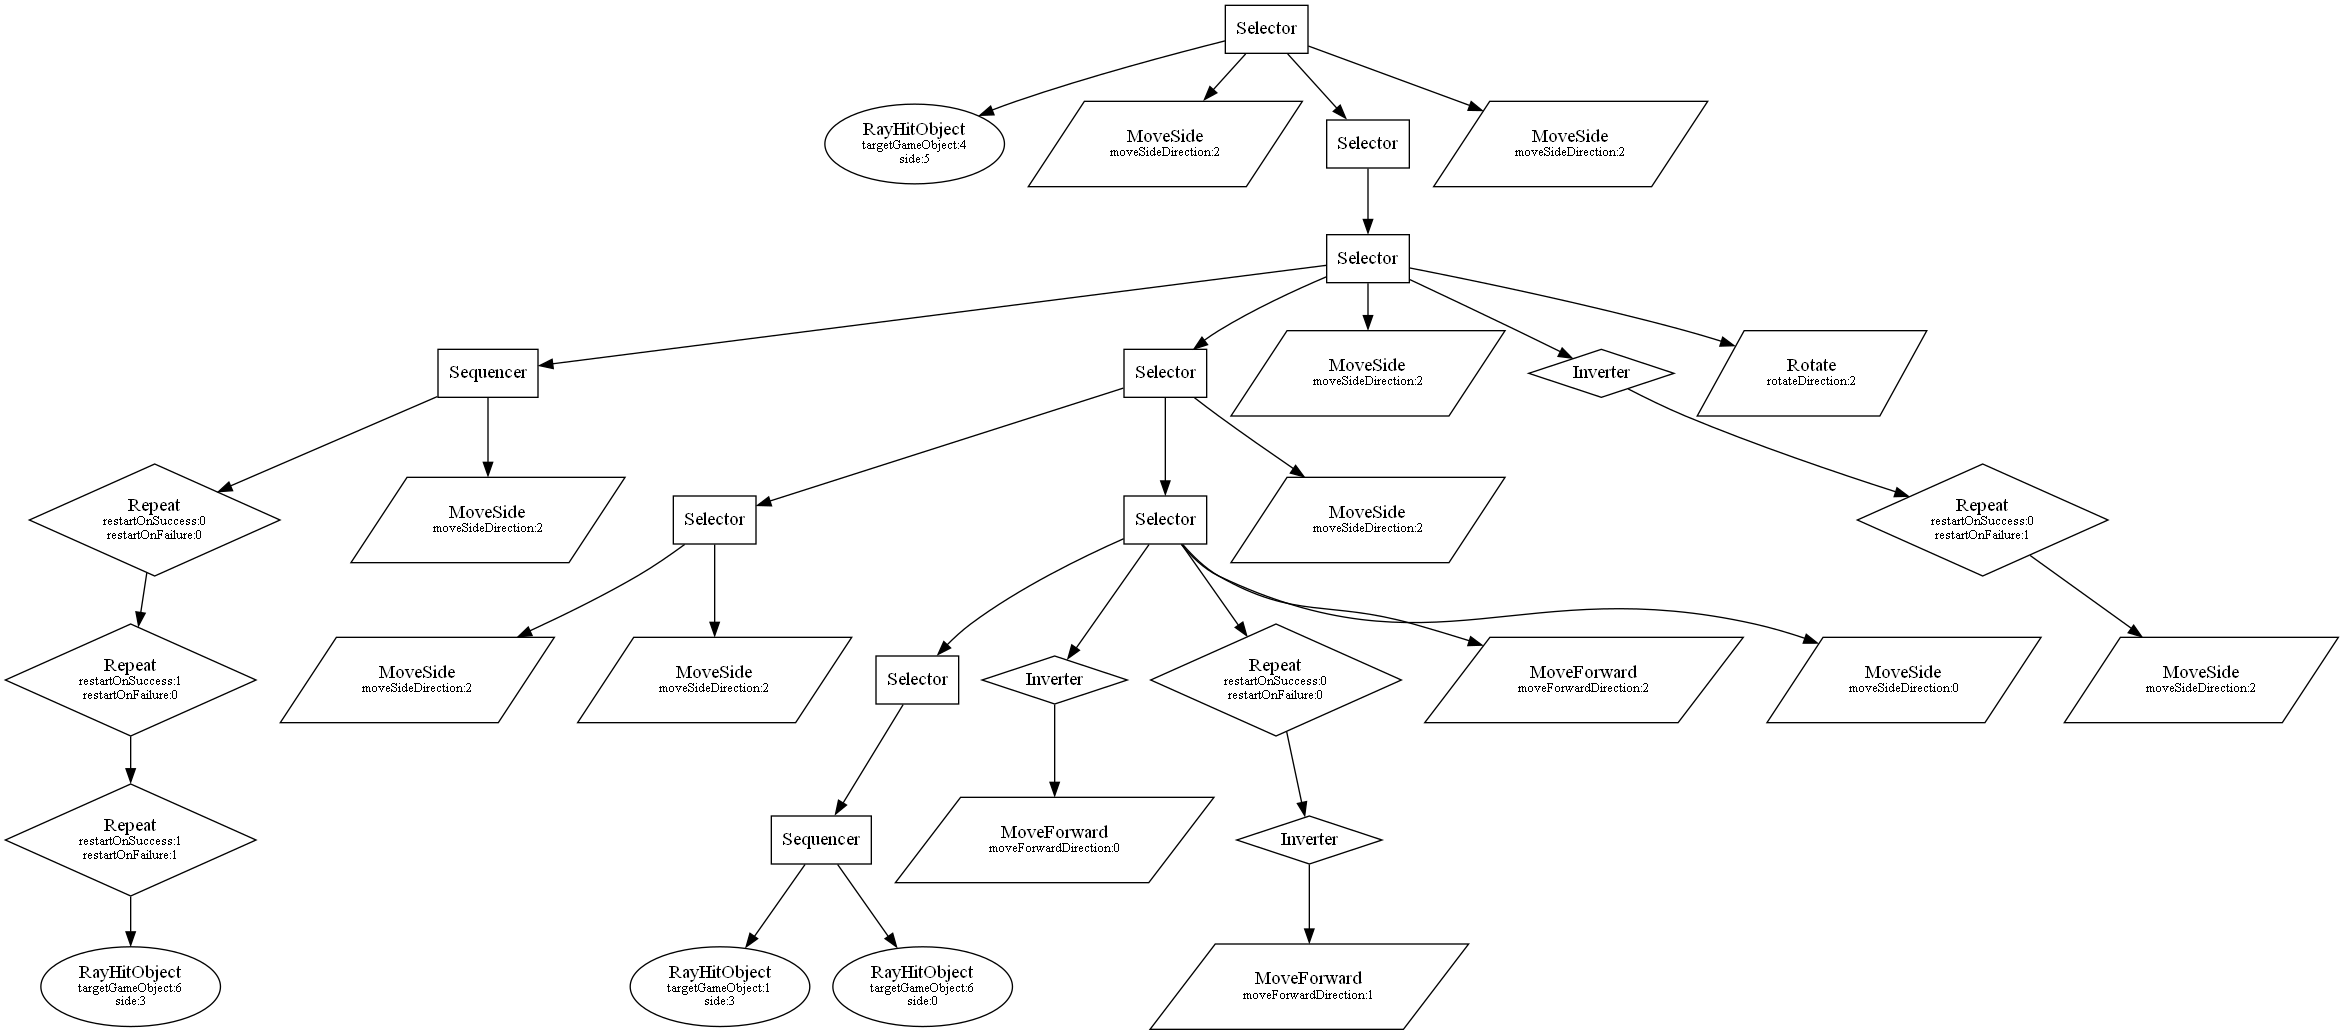 Selector
RayHitObject
targetGameObject:4
side:5
MoveSide
moveSideDirection:2
Selector
MoveSide
moveSideDirection:2
Selector
Sequencer
Selector
MoveSide
moveSideDirection:2
Inverter
Rotate
rotateDirection:2
Repeat
restartOnSuccess:0
restartOnFailure:0
MoveSide
moveSideDirection:2
Selector
Selector
MoveSide
moveSideDirection:2
Repeat
restartOnSuccess:0
restartOnFailure:1
Repeat
restartOnSuccess:1
restartOnFailure:0
MoveSide
moveSideDirection:2
MoveSide
moveSideDirection:2
Selector
Inverter
Repeat
restartOnSuccess:0
restartOnFailure:0
MoveForward
moveForwardDirection:2
MoveSide
moveSideDirection:0
MoveSide
moveSideDirection:2
Repeat
restartOnSuccess:1
restartOnFailure:1
Sequencer
MoveForward
moveForwardDirection:0
Inverter
RayHitObject
targetGameObject:6
side:3
RayHitObject
targetGameObject:1
side:3
RayHitObject
targetGameObject:6
side:0
MoveForward
moveForwardDirection:1